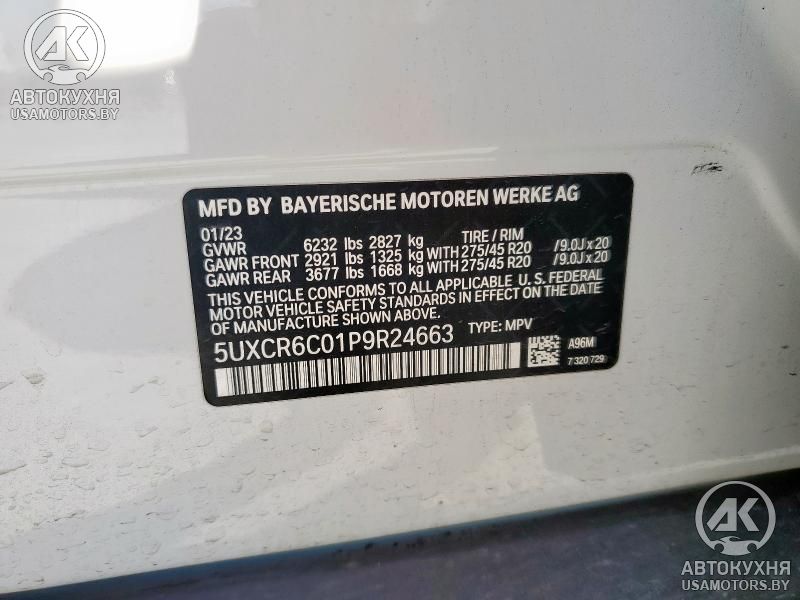 AK
АВТОКУХНЯ
USAMOTORS.BY
MFD BY BAYERISCHE MOTOREN WERKE AG
01/23 TIRE / RIM
GVWR 6232 lbs 2827 kg
GAWR FRONT 2921 lbs 1325 kg WITH 275/45 R20 /9.0J x 20
GAWR REAR 3677 lbs 1668 kg WITH 275/45 R20 /9.0J x 20
THIS VEHICLE CONFORMS TO ALL APPLICABLE U. S. FEDERAL
MOTOR VEHICLE SAFETY STANDARDS IN EFFECT ON THE DATE
OF MANUFACTURE SHOWN ABOVE.
5UXCR6C01P9R24663 TYPE: MPV
A96M
7 320 729
AK
АВТОКУХНЯ
USAMOTORS.BY